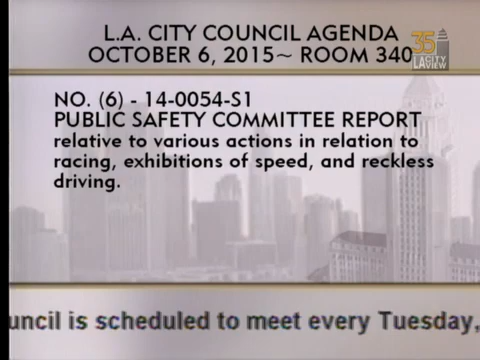 L.A. CITY COUNCIL AGENDA
OCTOBER 6, 2015~ ROOM 340
35
LACITY
VIEW
NO. (6) - 14-0054-S1
PUBLIC SAFETY COMMITTEE REPORT
relative to various actions in relation to
racing, exhibitions of speed, and reckless
driving.
uncil is scheduled to meet every Tuesday,